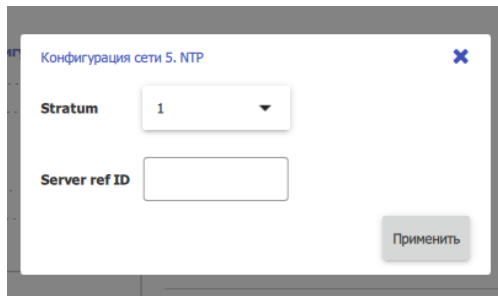 Конфигурация сети 5. NTP
Stratum
1
Server ref ID
Применить